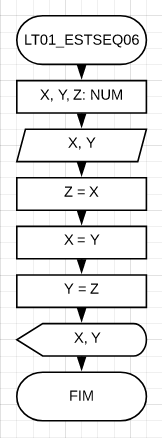 LT01_ESTSEQ06
X, Y, Z: NUM
X, Y
Z = X
X = Y
Y = Z
X, Y
FIM